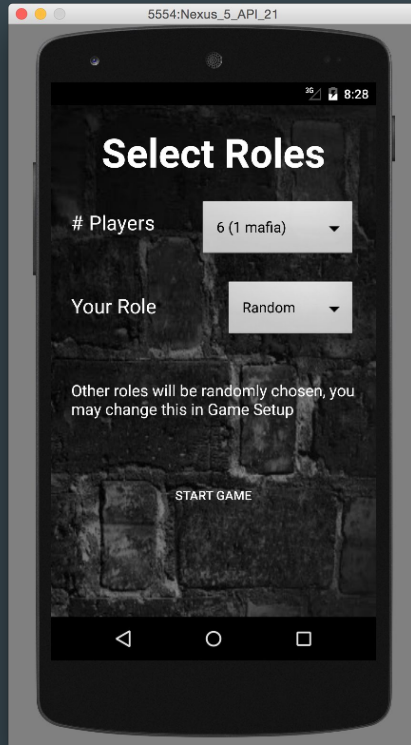 5554:Nexus_5_API_21
3G 8:28
Select Roles
# Players 6 (1 mafia)
Your Role Random
Other roles will be randomly chosen, you
may change this in Game Setup
START GAME